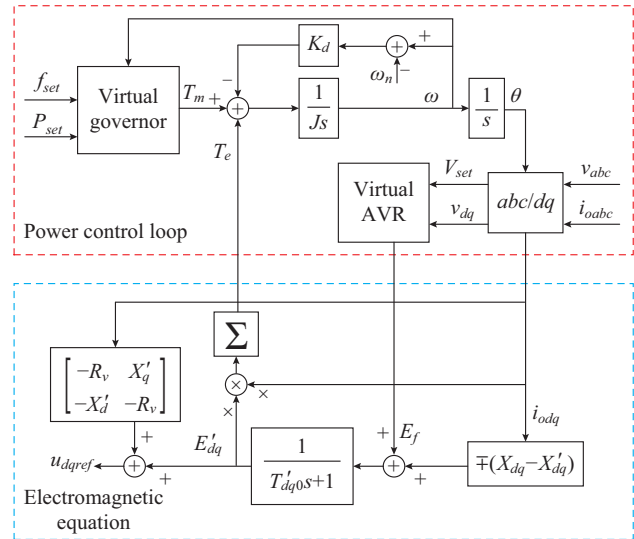 K_d
+
ω_n
−
f_set
P_set
Virtual
governor
T_m
+
−
T_e
1
Js
ω
1
s
θ
Virtual
AVR
V_set
v_dq
abc/dq
v_abc
i_oabc
Power control loop
−R_v X′_q
−X′_d −R_v
Σ
×
×
×
i_odq
+
u_dqref
+
+
E′_dq
1
T′_dq0 s+1
+
E_f
+
+
∓(X_dq−X′_dq)
Electromagnetic
equation